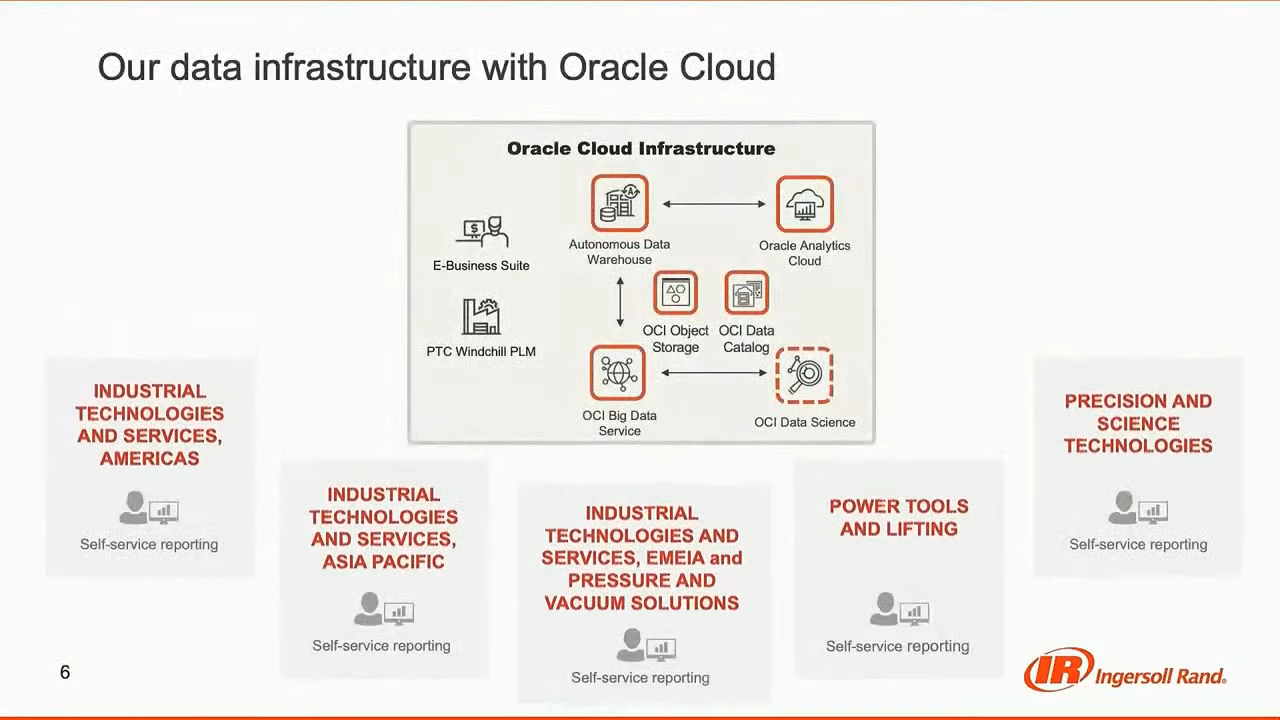 Our data infrastructure with Oracle Cloud
Oracle Cloud Infrastructure
E-Business Suite
PTC Windchill PLM
Autonomous Data
Warehouse
Oracle Analytics
Cloud
OCI Object
Storage
OCI Data
Catalog
OCI Big Data
Service
OCI Data Science
INDUSTRIAL
TECHNOLOGIES
AND SERVICES,
AMERICAS
Self-service reporting
INDUSTRIAL
TECHNOLOGIES
AND SERVICES,
ASIA PACIFIC
Self-service reporting
INDUSTRIAL
TECHNOLOGIES AND
SERVICES, EMEIA and
PRESSURE AND
VACUUM SOLUTIONS
Self-service reporting
POWER TOOLS
AND LIFTING
Self-service reporting
PRECISION AND
SCIENCE
TECHNOLOGIES
Self-service reporting
6
IR Ingersoll Rand®